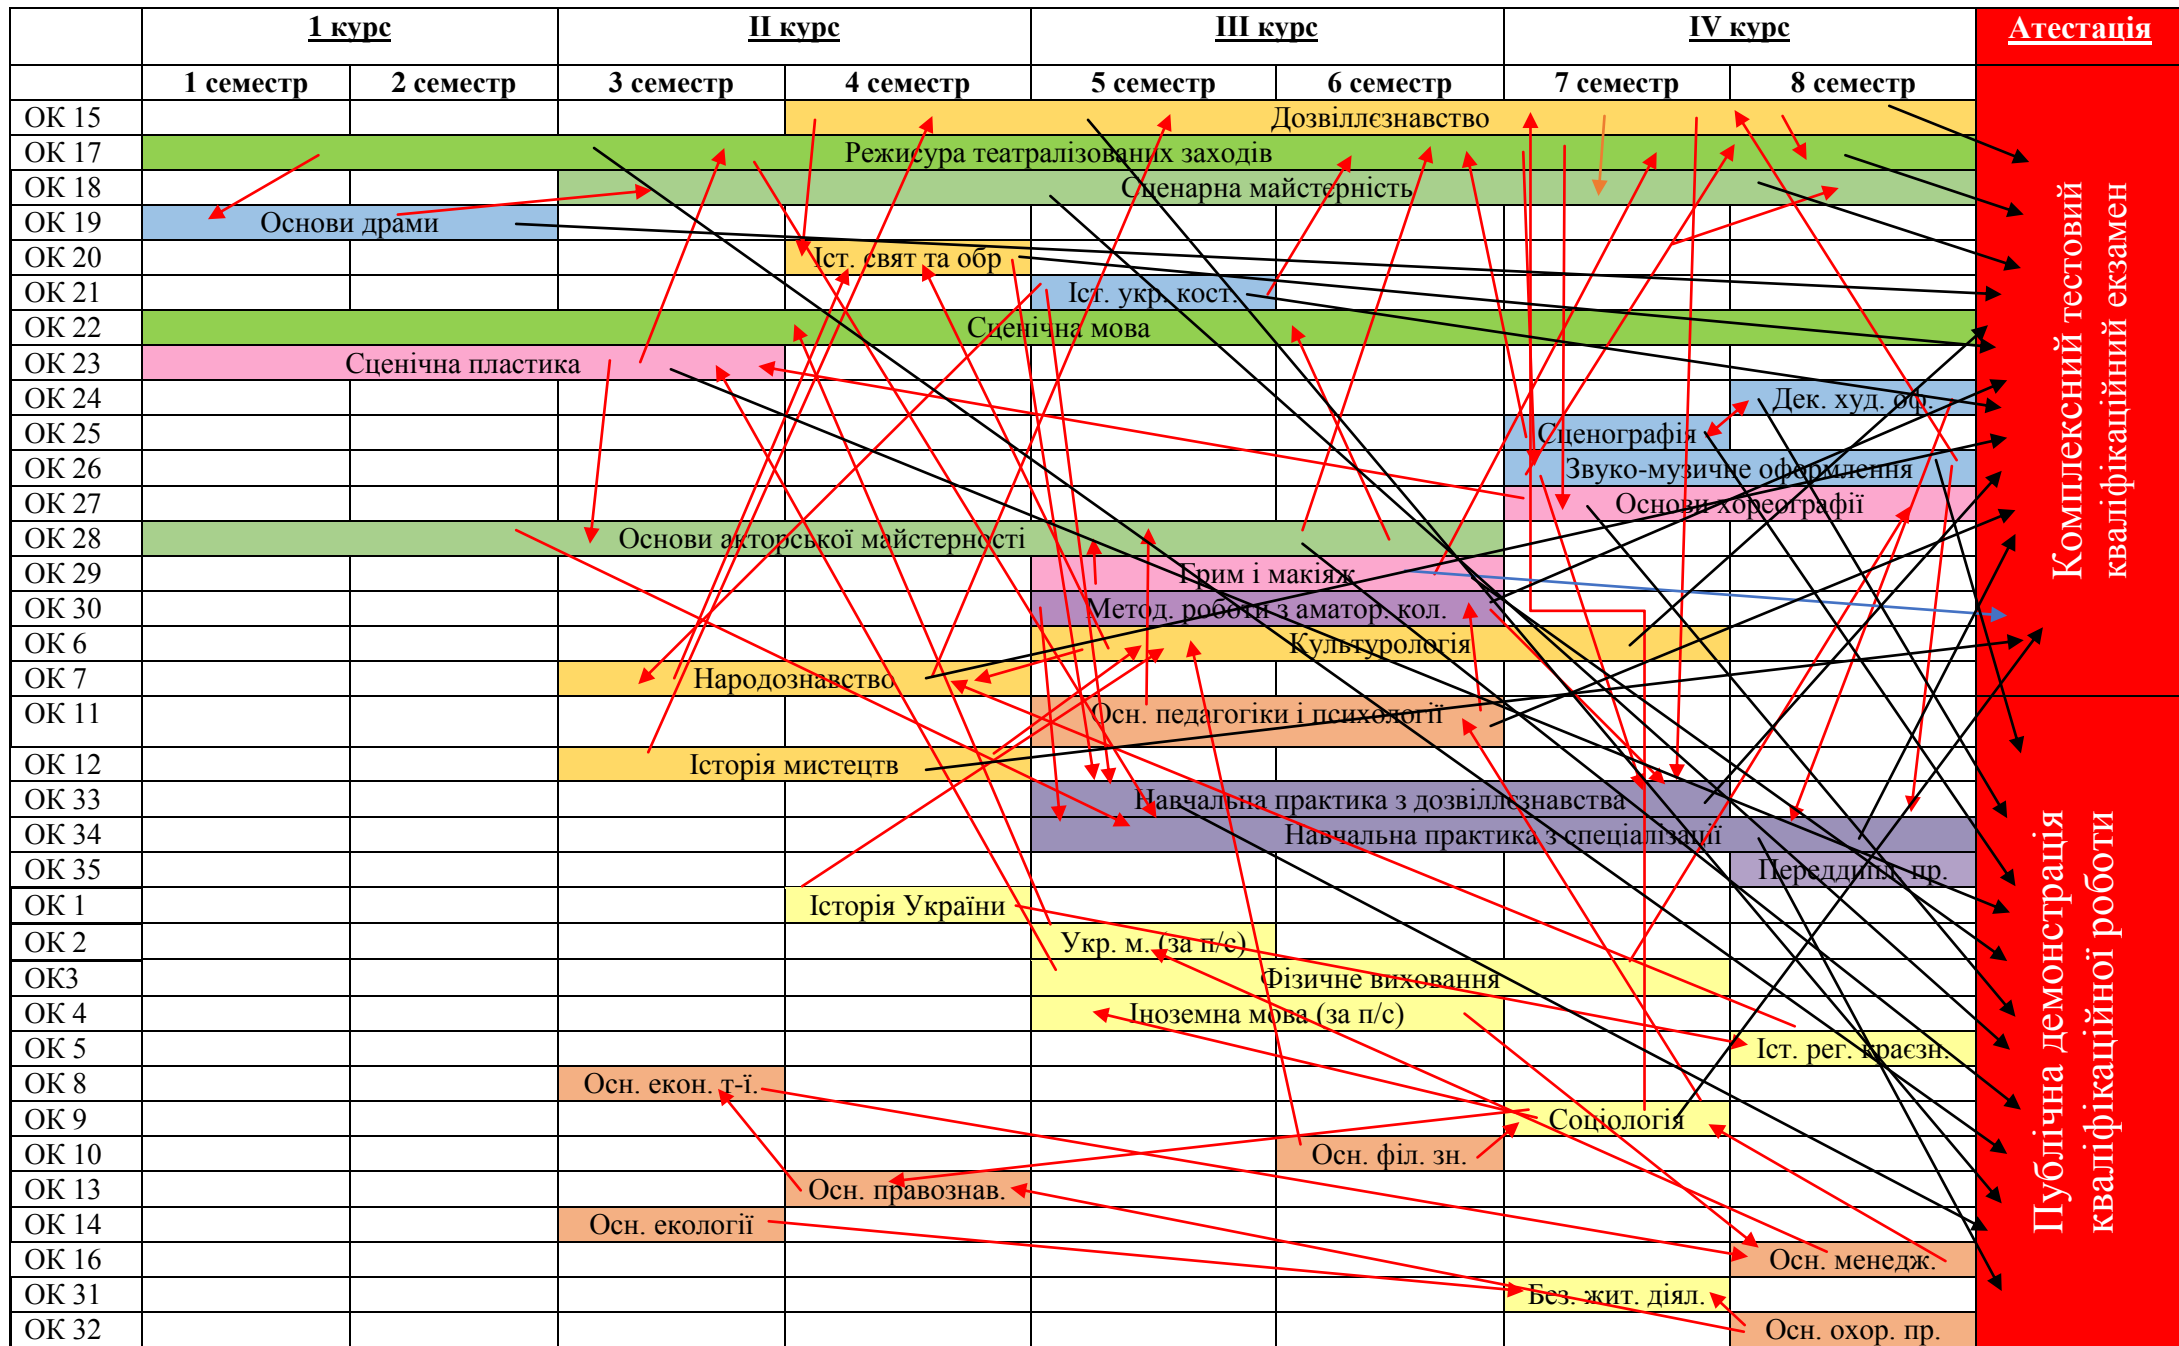 1 курс
II курс
III курс
IV курс
Атестація
1 семестр
2 семестр
3 семестр
4 семестр
5 семестр
6 семестр
7 семестр
8 семестр
ОК 15
Дозвіллєзнавство
ОК 17
Режисура театралізованих заходів
ОК 18
Сценарна майстерність
ОК 19
Основи драми
ОК 20
Іст. свят та обр
ОК 21
Іст. укр. кост.
ОК 22
Сценічна мова
ОК 23
Сценічна пластика
ОК 24
Дек. худ. оф.
ОК 25
Сценографія
ОК 26
Звуко-музичне оформлення
ОК 27
Основи хореографії
ОК 28
Основи акторської майстерності
ОК 29
Грим і макіяж
ОК 30
Метод. роботи з аматор. кол.
ОК 6
Культурологія
ОК 7
Народознавство
ОК 11
Осн. педагогіки і психології
ОК 12
Історія мистецтв
ОК 33
Навчальна практика з дозвіллєзнавства
ОК 34
Навчальна практика з спеціалізації
ОК 35
Переддипл. пр.
ОК 1
Історія України
ОК 2
Укр. м. (за п/с)
ОК3
Фізичне виховання
ОК 4
Іноземна мова (за п/с)
ОК 5
Іст. рег. краєзн.
ОК 8
Осн. екон. т-ї.
ОК 9
Соціологія
ОК 10
Осн. філ. зн.
ОК 13
Осн. правознав.
ОК 14
Осн. екології
ОК 16
Осн. менедж.
ОК 31
Без. жит. діял.
ОК 32
Осн. охор. пр.
Комплексний тестовий
кваліфікаційний екзамен
Публічна демонстрація
кваліфікаційної роботи